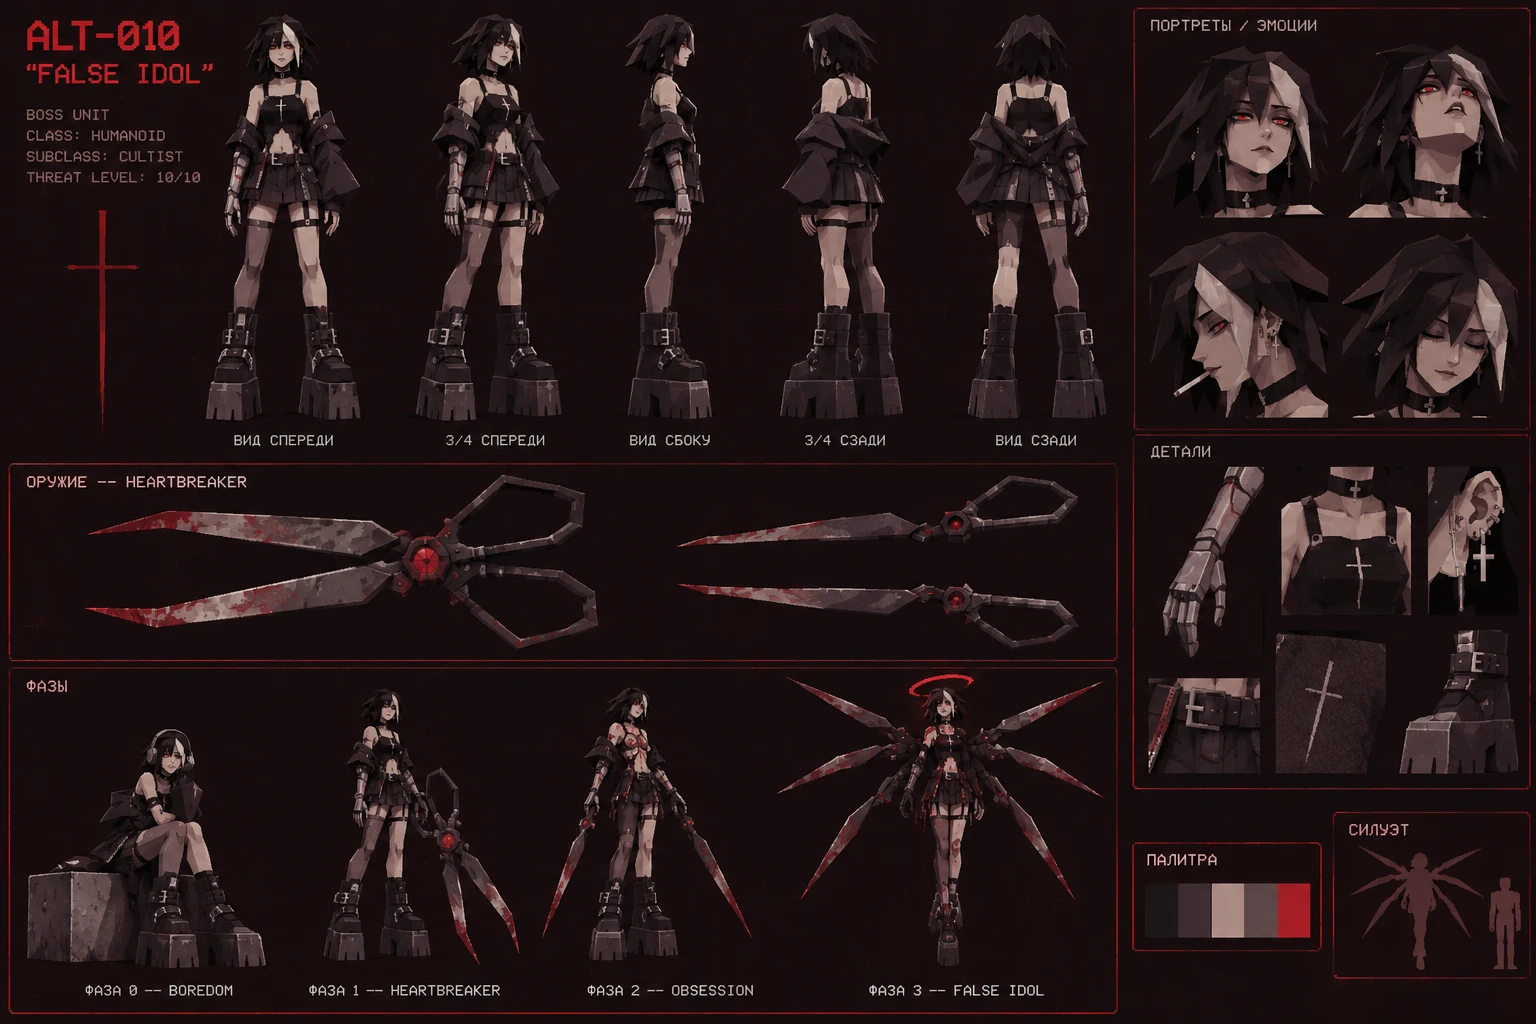 ALT-010
"FALSE IDOL"
BOSS UNIT
CLASS: HUMANOID
SUBCLASS: CULTIST
THREAT LEVEL: 10/10
ВИД СПЕРЕДИ
3/4 СПЕРЕДИ
ВИД СБОКУ
3/4 СЗАДИ
ВИД СЗАДИ
ПОРТРЕТЫ / ЭМОЦИИ
ОРУЖИЕ -- HEARTBREAKER
ДЕТАЛИ
ФАЗЫ
ФАЗА 0 -- BOREDOM
ФАЗА 1 -- HEARTBREAKER
ФАЗА 2 -- OBSESSION
ФАЗА 3 -- FALSE IDOL
ПАЛИТРА
СИЛУЭТ